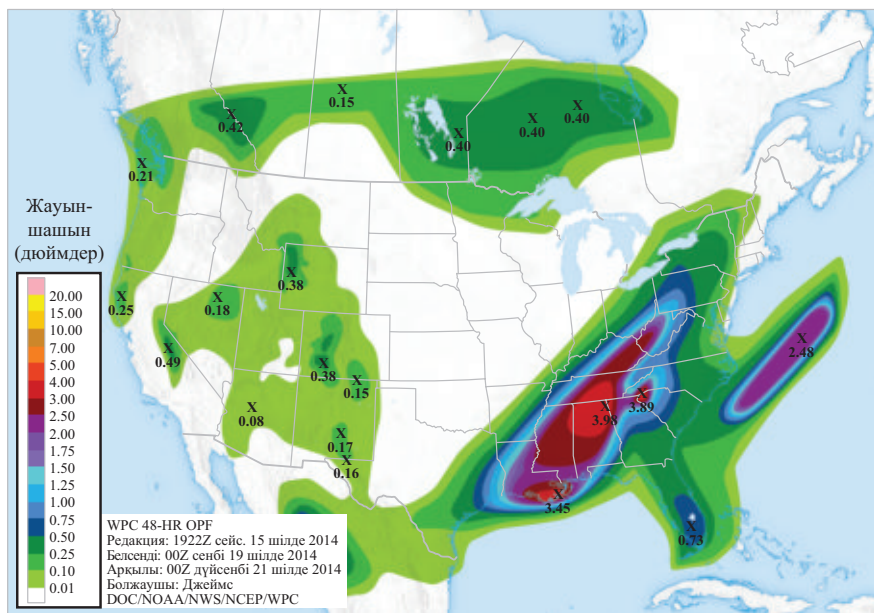 X
0.15
X
0.42
X
0.40
X
0.40
X
0.40
X
0.21
Жауын-
шашын
(дюймдер)
20.00
15.00
10.00
7.00
5.00
4.00
3.00
2.50
2.00
1.75
1.50
1.25
1.00
0.75
0.50
0.25
0.10
0.01
X
0.38
X
0.25
X
0.18
X
0.49
X
0.38
X
0.15
X
0.08
X
0.17
X
0.16
X
2.48
X
3.89
X
3.98
X
3.45
X
0.73
WPC 48-HR OPF
Редакция: 1922Z сейс. 15 шілде 2014
Белсенді: 00Z сенбі 19 шілде 2014
Арқылы: 00Z дүйсенбі 21 шілде 2014
Болжаушы: Джеймс
DOC/NOAA/NWS/NCEP/WPC